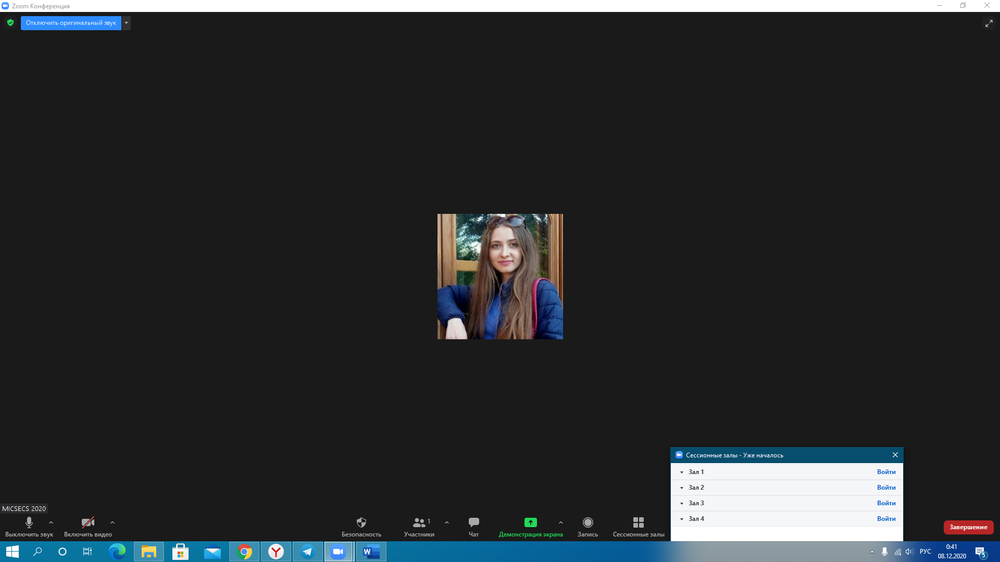 Zoom Конференция
Отключить оригинальный звук
Сессионные залы - Уже началось
Зал 1 Войти
Зал 2 Войти
Зал 3 Войти
Зал 4 Войти
MICSECS 2020
1
Выключить звук Включить видео Безопасность Участники Чат Демонстрация экрана Запись Сессионные залы Завершение
W РУС 0:41
08.12.2020 5